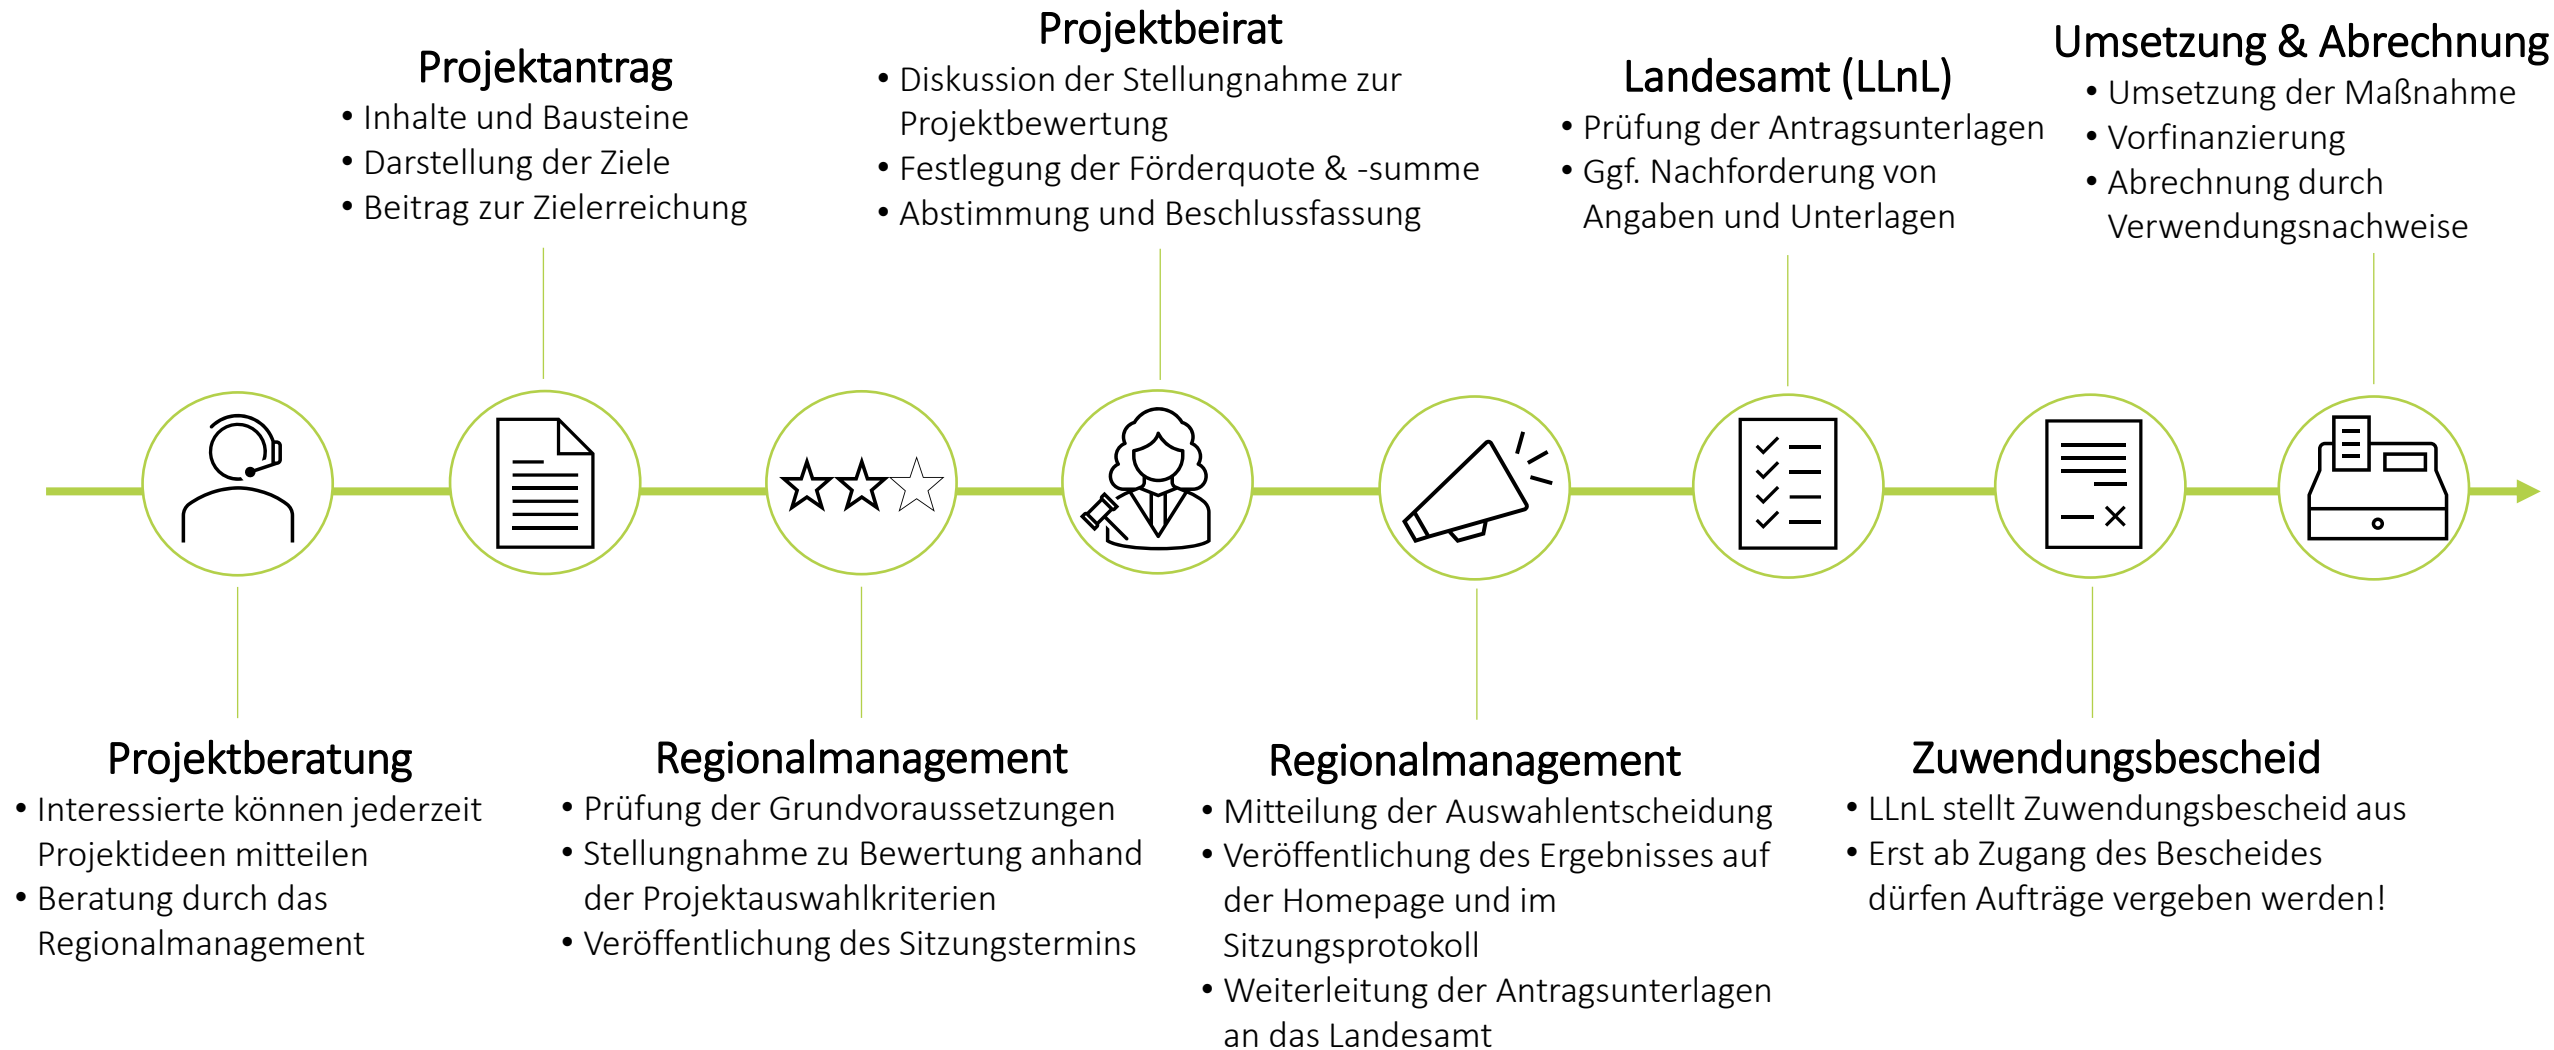 Projektberatung
• Interessierte können jederzeit
Projektideen mitteilen
• Beratung durch das
Regionalmanagement
Projektantrag
• Inhalte und Bausteine
• Darstellung der Ziele
• Beitrag zur Zielerreichung
Regionalmanagement
• Prüfung der Grundvoraussetzungen
• Stellungnahme zu Bewertung anhand
der Projektauswahlkriterien
• Veröffentlichung des Sitzungstermins
Projektbeirat
• Diskussion der Stellungnahme zur
Projektbewertung
• Festlegung der Förderquote & -summe
• Abstimmung und Beschlussfassung
Regionalmanagement
• Mitteilung der Auswahlentscheidung
• Veröffentlichung des Ergebnisses auf
der Homepage und im
Sitzungsprotokoll
• Weiterleitung der Antragsunterlagen
an das Landesamt
Landesamt (LLnL)
• Prüfung der Antragsunterlagen
• Ggf. Nachforderung von
Angaben und Unterlagen
Zuwendungsbescheid
• LLnL stellt Zuwendungsbescheid aus
• Erst ab Zugang des Bescheides
dürfen Aufträge vergeben werden!
Umsetzung & Abrechnung
• Umsetzung der Maßnahme
• Vorfinanzierung
• Abrechnung durch
Verwendungsnachweise